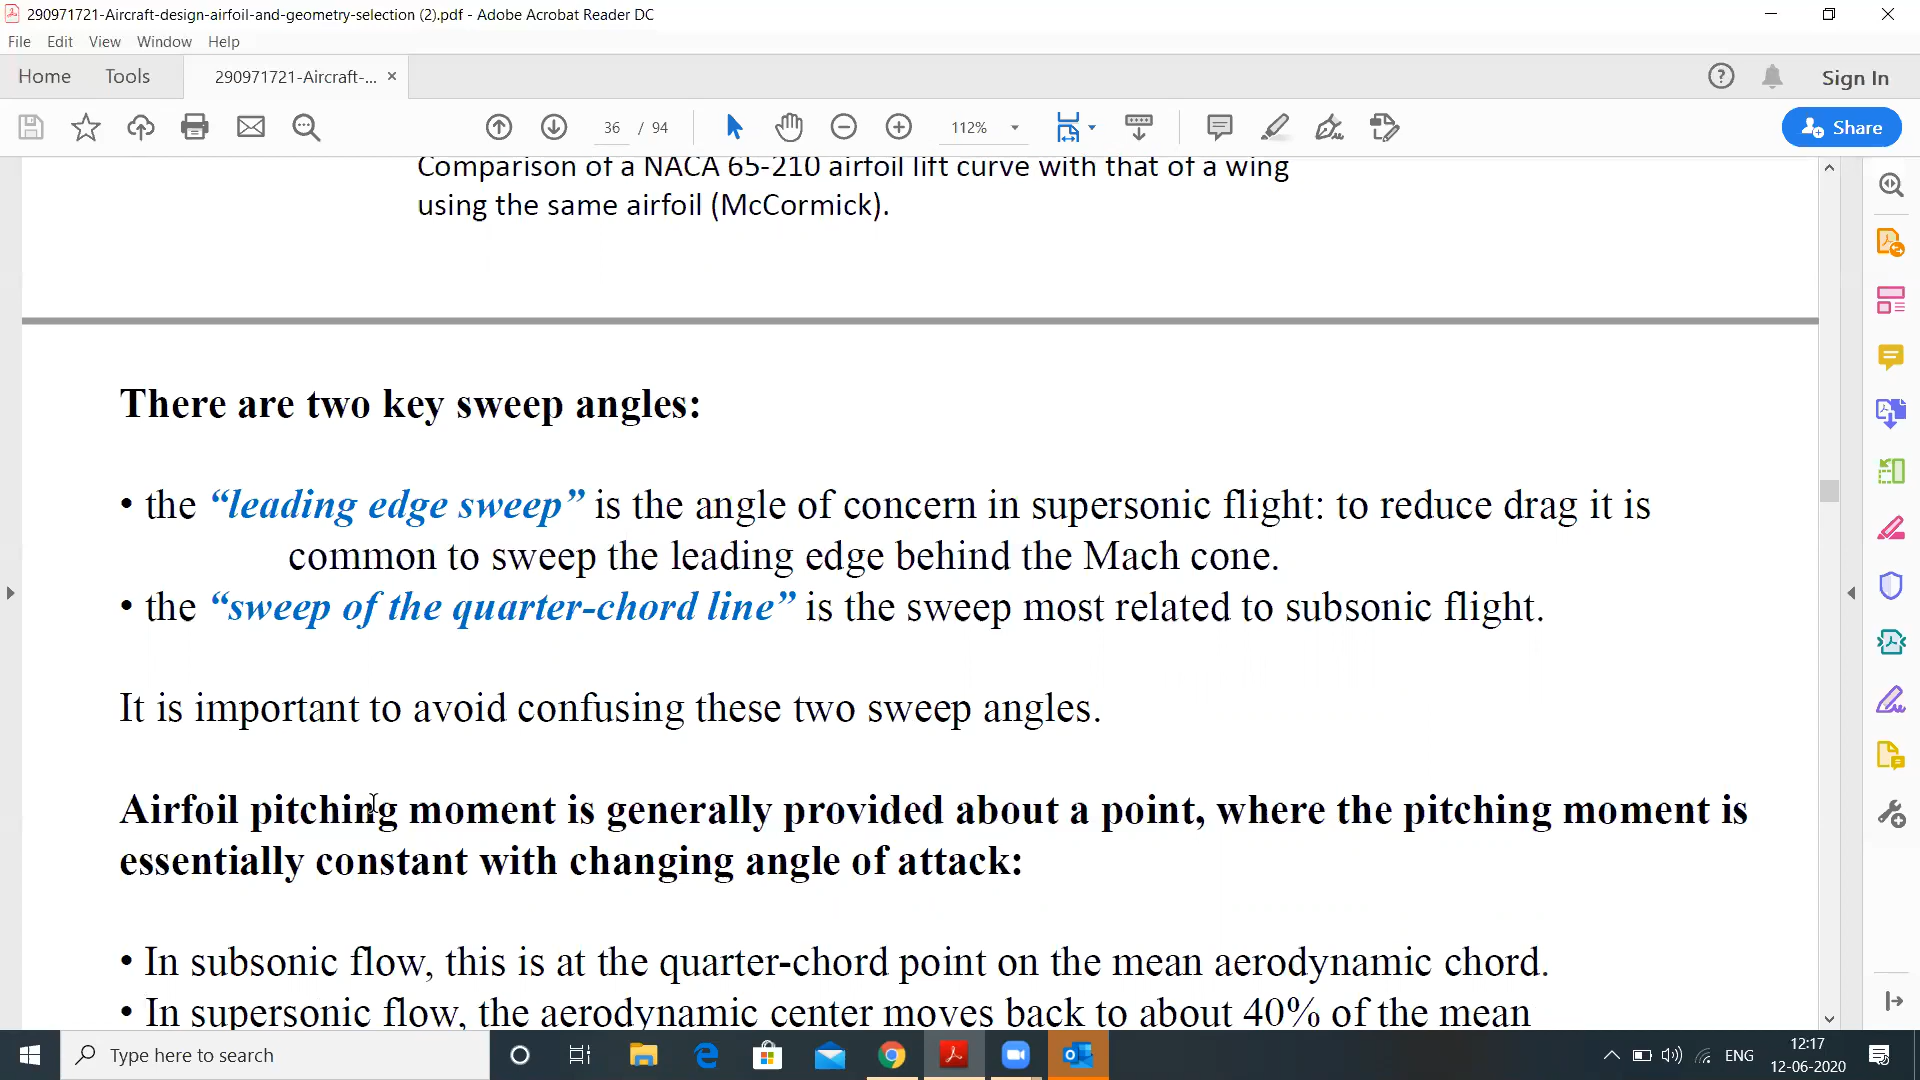 290971721-Aircraft-design-airfoil-and-geometry-selection (2).pdf - Adobe Acrobat Reader DC
File Edit View Window Help
Home Tools 290971721-Aircraft-... × Sign In
36 / 94 112% Share
Comparison of a NACA 65-210 airfoil lift curve with that of a wing
using the same airfoil (McCormick).
There are two key sweep angles:
• the “leading edge sweep” is the angle of concern in supersonic flight: to reduce drag it is
common to sweep the leading edge behind the Mach cone.
• the “sweep of the quarter-chord line” is the sweep most related to subsonic flight.
It is important to avoid confusing these two sweep angles.
Airfoil pitching moment is generally provided about a point, where the pitching moment is
essentially constant with changing angle of attack:
• In subsonic flow, this is at the quarter-chord point on the mean aerodynamic chord.
• In supersonic flow, the aerodynamic center moves back to about 40% of the mean
Type here to search
ENG
12:17
12-06-2020